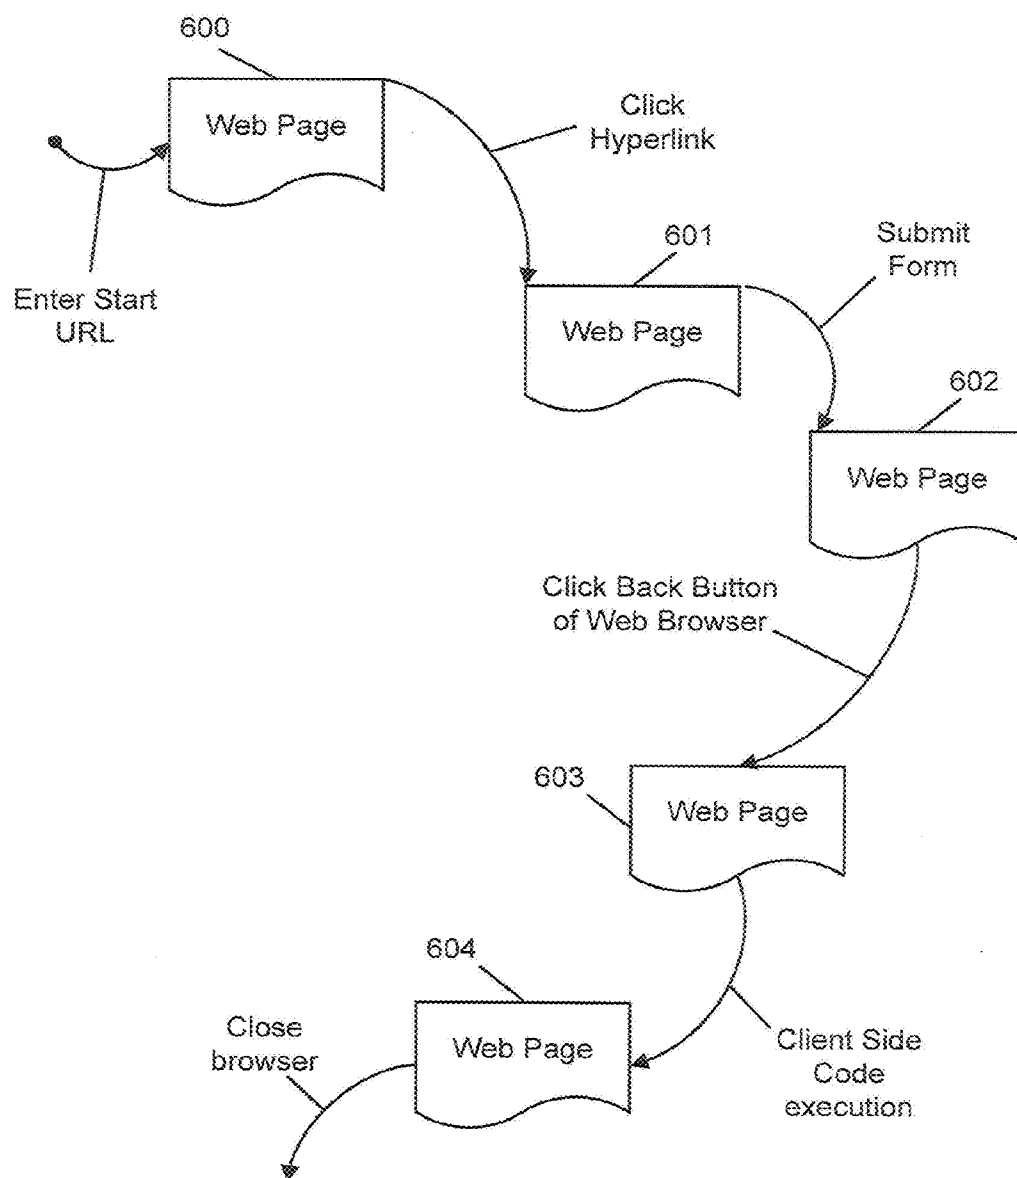 600
Web Page
Click
Hyperlink
Enter Start
URL
601
Web Page
Submit
Form
602
Web Page
Click Back Button
of Web Browser
603
Web Page
604
Web Page
Close
browser
Client Side
Code
execution